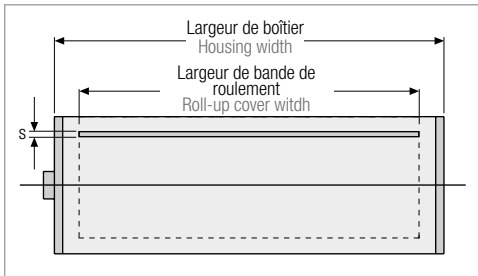 Largeur de boîtier
Housing width
Largeur de bande de
roulement
Roll-up cover witdh
s